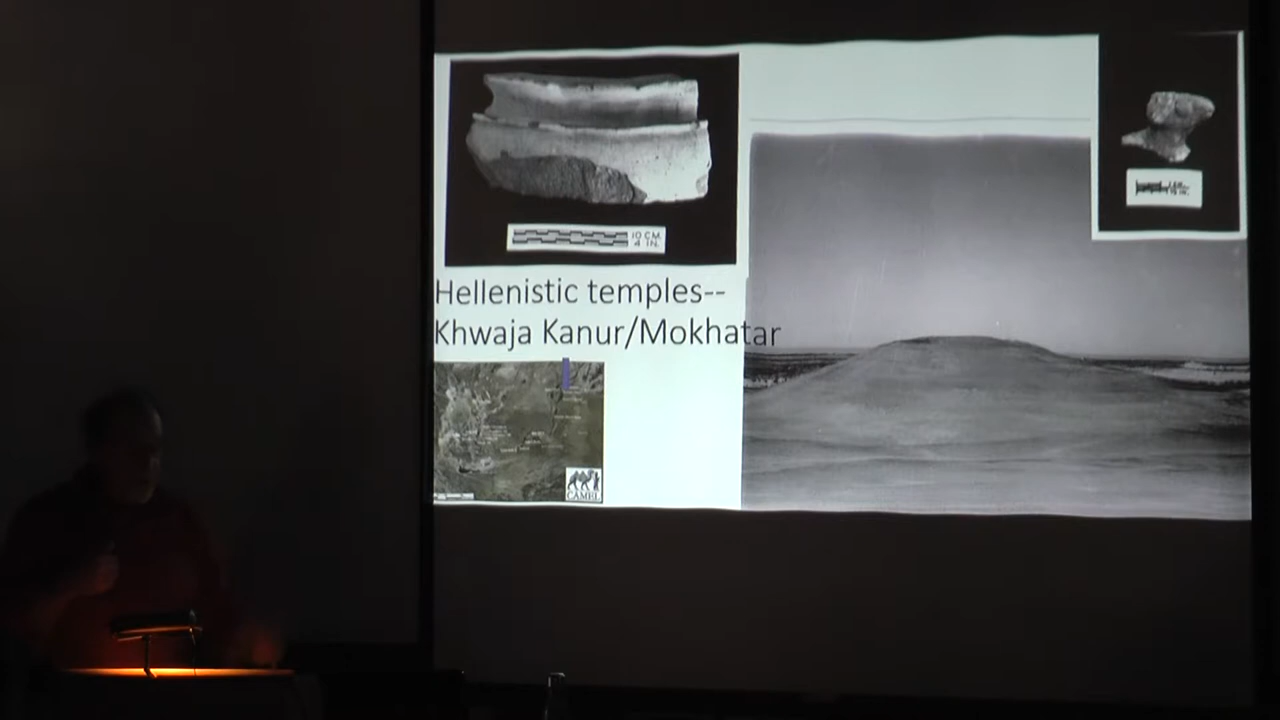 10 CM.
4 IN.
Hellenistic temples--
Khwaja Kanur/Mokhatar
CAMEL